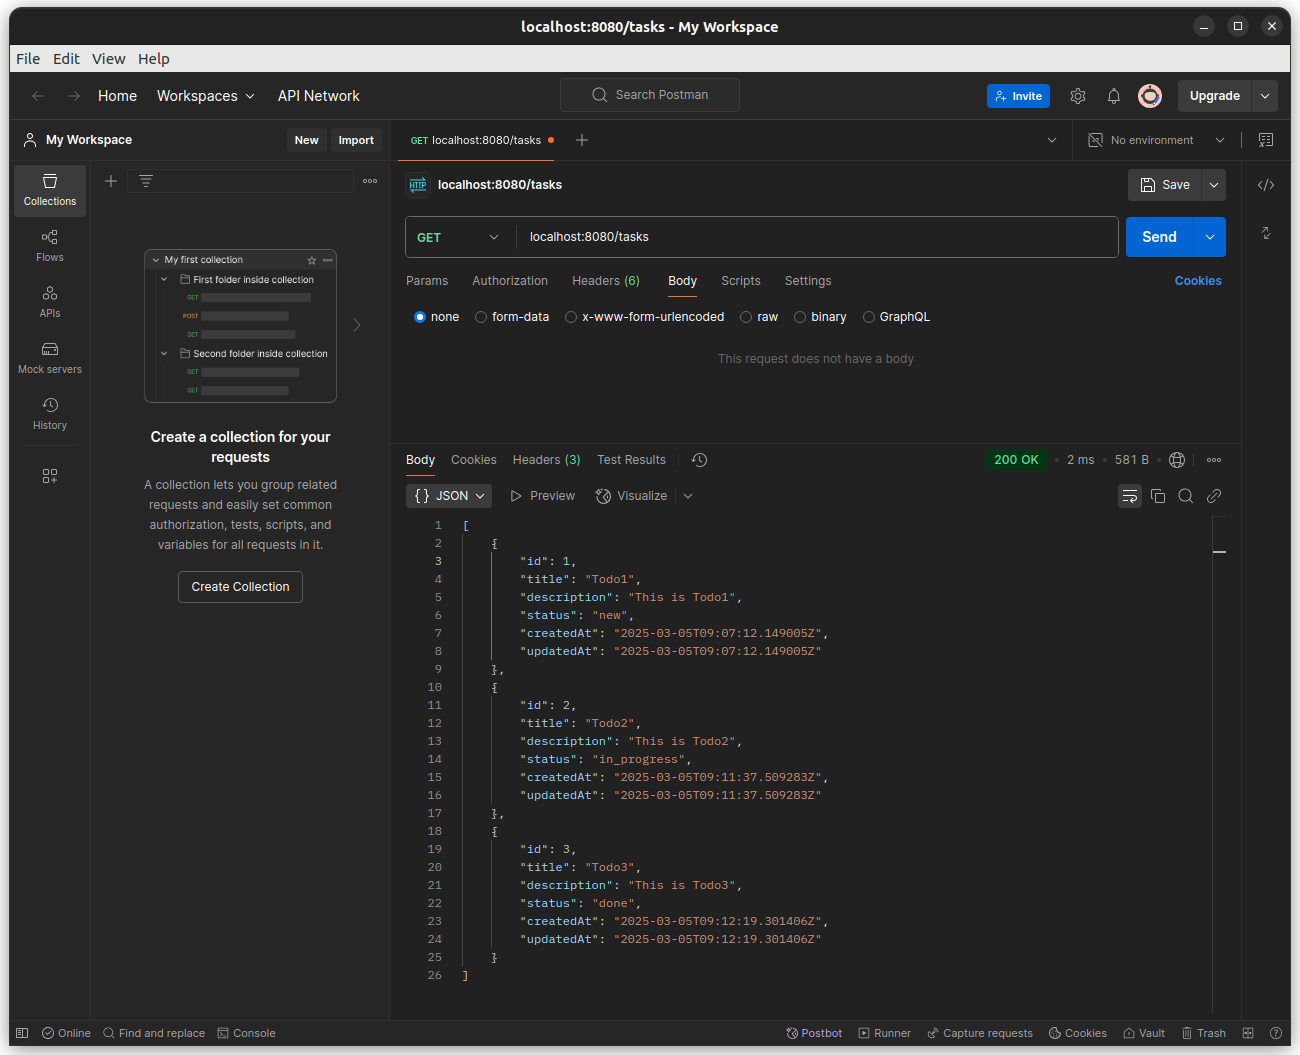 localhost:8080/tasks - My Workspace
File Edit View Help
Home Workspaces API Network Search Postman Invite Upgrade
My Workspace New Import GET localhost:8080/tasks No environment
Collections
Flows
APIs
Mock servers
History
My first collection
First folder inside collection
GET
POST
GET
Second folder inside collection
GET
GET
Create a collection for your
requests
A collection lets you group related
requests and easily set common
authorization, tests, scripts, and
variables for all requests in it.
Create Collection
HTTP localhost:8080/tasks Save
GET localhost:8080/tasks Send
Params Authorization Headers (6) Body Scripts Settings Cookies
none form-data x-www-form-urlencoded raw binary GraphQL
This request does not have a body
Body Cookies Headers (3) Test Results 200 OK 2 ms 581 B
{} JSON Preview Visualize
1 [
2 {
3 "id": 1,
4 "title": "Todo1",
5 "description": "This is Todo1",
6 "status": "new",
7 "createdAt": "2025-03-05T09:07:12.149005Z",
8 "updatedAt": "2025-03-05T09:07:12.149005Z"
9 },
10 {
11 "id": 2,
12 "title": "Todo2",
13 "description": "This is Todo2",
14 "status": "in_progress",
15 "createdAt": "2025-03-05T09:11:37.509283Z",
16 "updatedAt": "2025-03-05T09:11:37.509283Z"
17 },
18 {
19 "id": 3,
20 "title": "Todo3",
21 "description": "This is Todo3",
22 "status": "done",
23 "createdAt": "2025-03-05T09:12:19.301406Z",
24 "updatedAt": "2025-03-05T09:12:19.301406Z"
25 }
26 ]
Online Find and replace Console Postbot Runner Capture requests Cookies Vault Trash